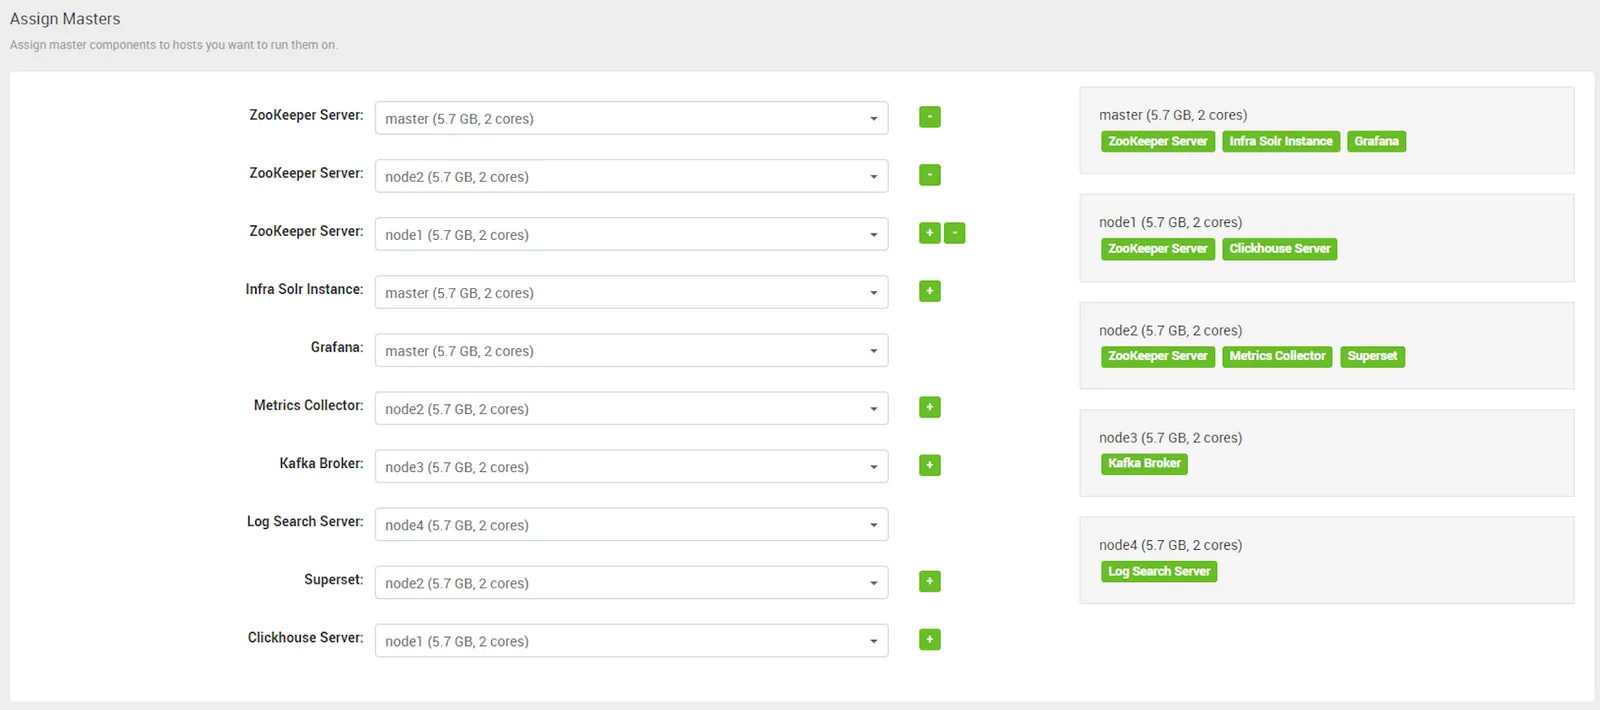 Assign Masters
Assign master components to hosts you want to run them on.
ZooKeeper Server: master (5.7 GB, 2 cores) -
ZooKeeper Server: node2 (5.7 GB, 2 cores) -
ZooKeeper Server: node1 (5.7 GB, 2 cores) + -
Infra Solr Instance: master (5.7 GB, 2 cores) +
Grafana: master (5.7 GB, 2 cores)
Metrics Collector: node2 (5.7 GB, 2 cores) +
Kafka Broker: node3 (5.7 GB, 2 cores) +
Log Search Server: node4 (5.7 GB, 2 cores)
Superset: node2 (5.7 GB, 2 cores) +
Clickhouse Server: node1 (5.7 GB, 2 cores) +
master (5.7 GB, 2 cores)
ZooKeeper Server Infra Solr Instance Grafana
node1 (5.7 GB, 2 cores)
ZooKeeper Server Clickhouse Server
node2 (5.7 GB, 2 cores)
ZooKeeper Server Metrics Collector Superset
node3 (5.7 GB, 2 cores)
Kafka Broker
node4 (5.7 GB, 2 cores)
Log Search Server